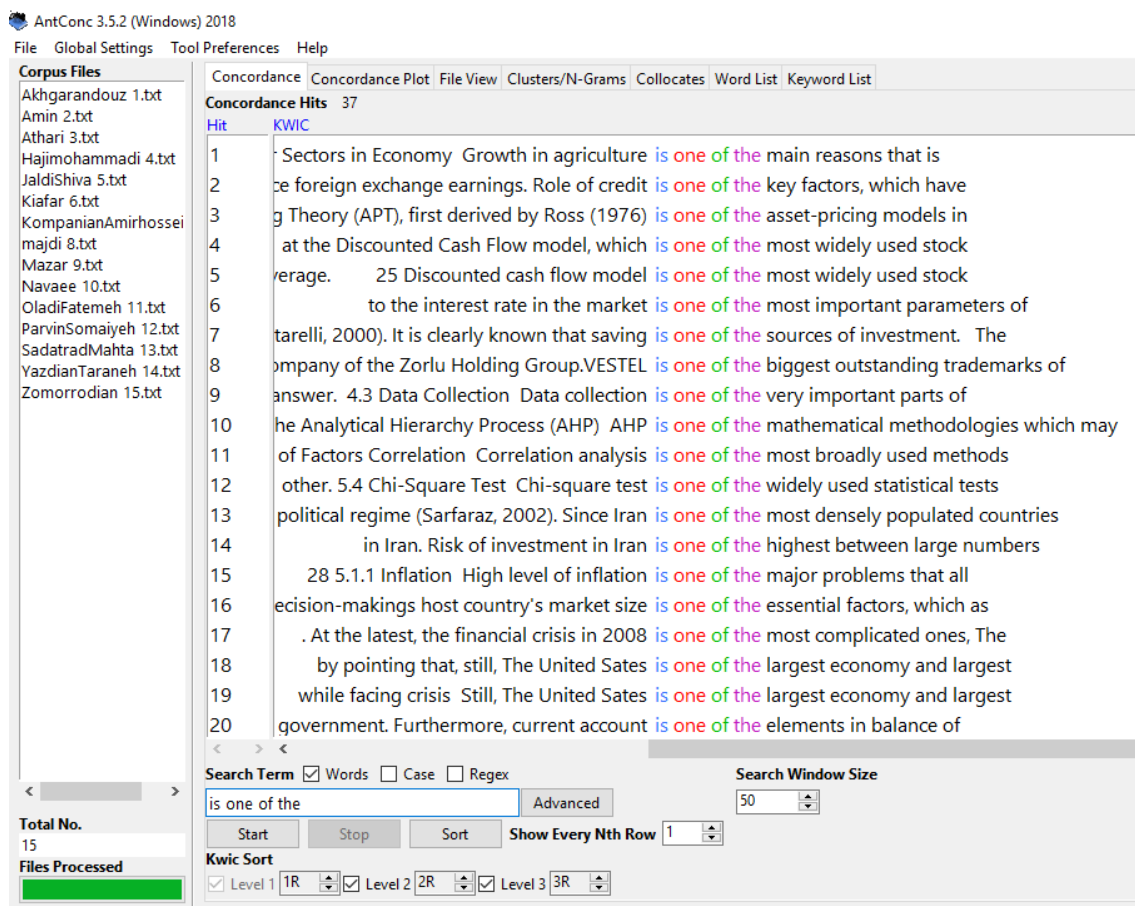 AntConc 3.5.2 (Windows) 2018
File Global Settings Tool Preferences Help
Corpus Files
Akhgarandouz 1.txt
Amin 2.txt
Athari 3.txt
Hajimohammadi 4.txt
JaldiShiva 5.txt
Kiafar 6.txt
KompanianAmirhossei
majdi 8.txt
Mazar 9.txt
Navaee 10.txt
OladiFatemeh 11.txt
ParvinSomaiyeh 12.txt
SadatradMahta 13.txt
YazdianTaraneh 14.txt
Zomorrodian 15.txt
Total No.
15
Files Processed
Concordance Concordance Plot File View Clusters/N-Grams Collocates Word List Keyword List
Concordance Hits 37
Hit KWIC
1 Sectors in Economy Growth in agriculture is one of the main reasons that is
2 ce foreign exchange earnings. Role of credit is one of the key factors, which have
3 g Theory (APT), first derived by Ross (1976) is one of the asset-pricing models in
4 at the Discounted Cash Flow model, which is one of the most widely used stock
5 verage. 25 Discounted cash flow model is one of the most widely used stock
6 to the interest rate in the market is one of the most important parameters of
7 tarelli, 2000). It is clearly known that saving is one of the sources of investment. The
8 ompany of the Zorlu Holding Group.VESTEL is one of the biggest outstanding trademarks of
9 answer. 4.3 Data Collection Data collection is one of the very important parts of
10 he Analytical Hierarchy Process (AHP) AHP is one of the mathematical methodologies which may
11 of Factors Correlation Correlation analysis is one of the most broadly used methods
12 other. 5.4 Chi-Square Test Chi-square test is one of the widely used statistical tests
13 political regime (Sarfaraz, 2002). Since Iran is one of the most densely populated countries
14 in Iran. Risk of investment in Iran is one of the highest between large numbers
15 28 5.1.1 Inflation High level of inflation is one of the major problems that all
16 ecision-makings host country's market size is one of the essential factors, which as
17 . At the latest, the financial crisis in 2008 is one of the most complicated ones, The
18 by pointing that, still, The United Sates is one of the largest economy and largest
19 while facing crisis Still, The United Sates is one of the largest economy and largest
20 government. Furthermore, current account is one of the elements in balance of
Search Term Words Case Regex Search Window Size
is one of the Advanced 50
Start Stop Sort Show Every Nth Row 1
Kwic Sort
Level 1 1R Level 2 2R Level 3 3R